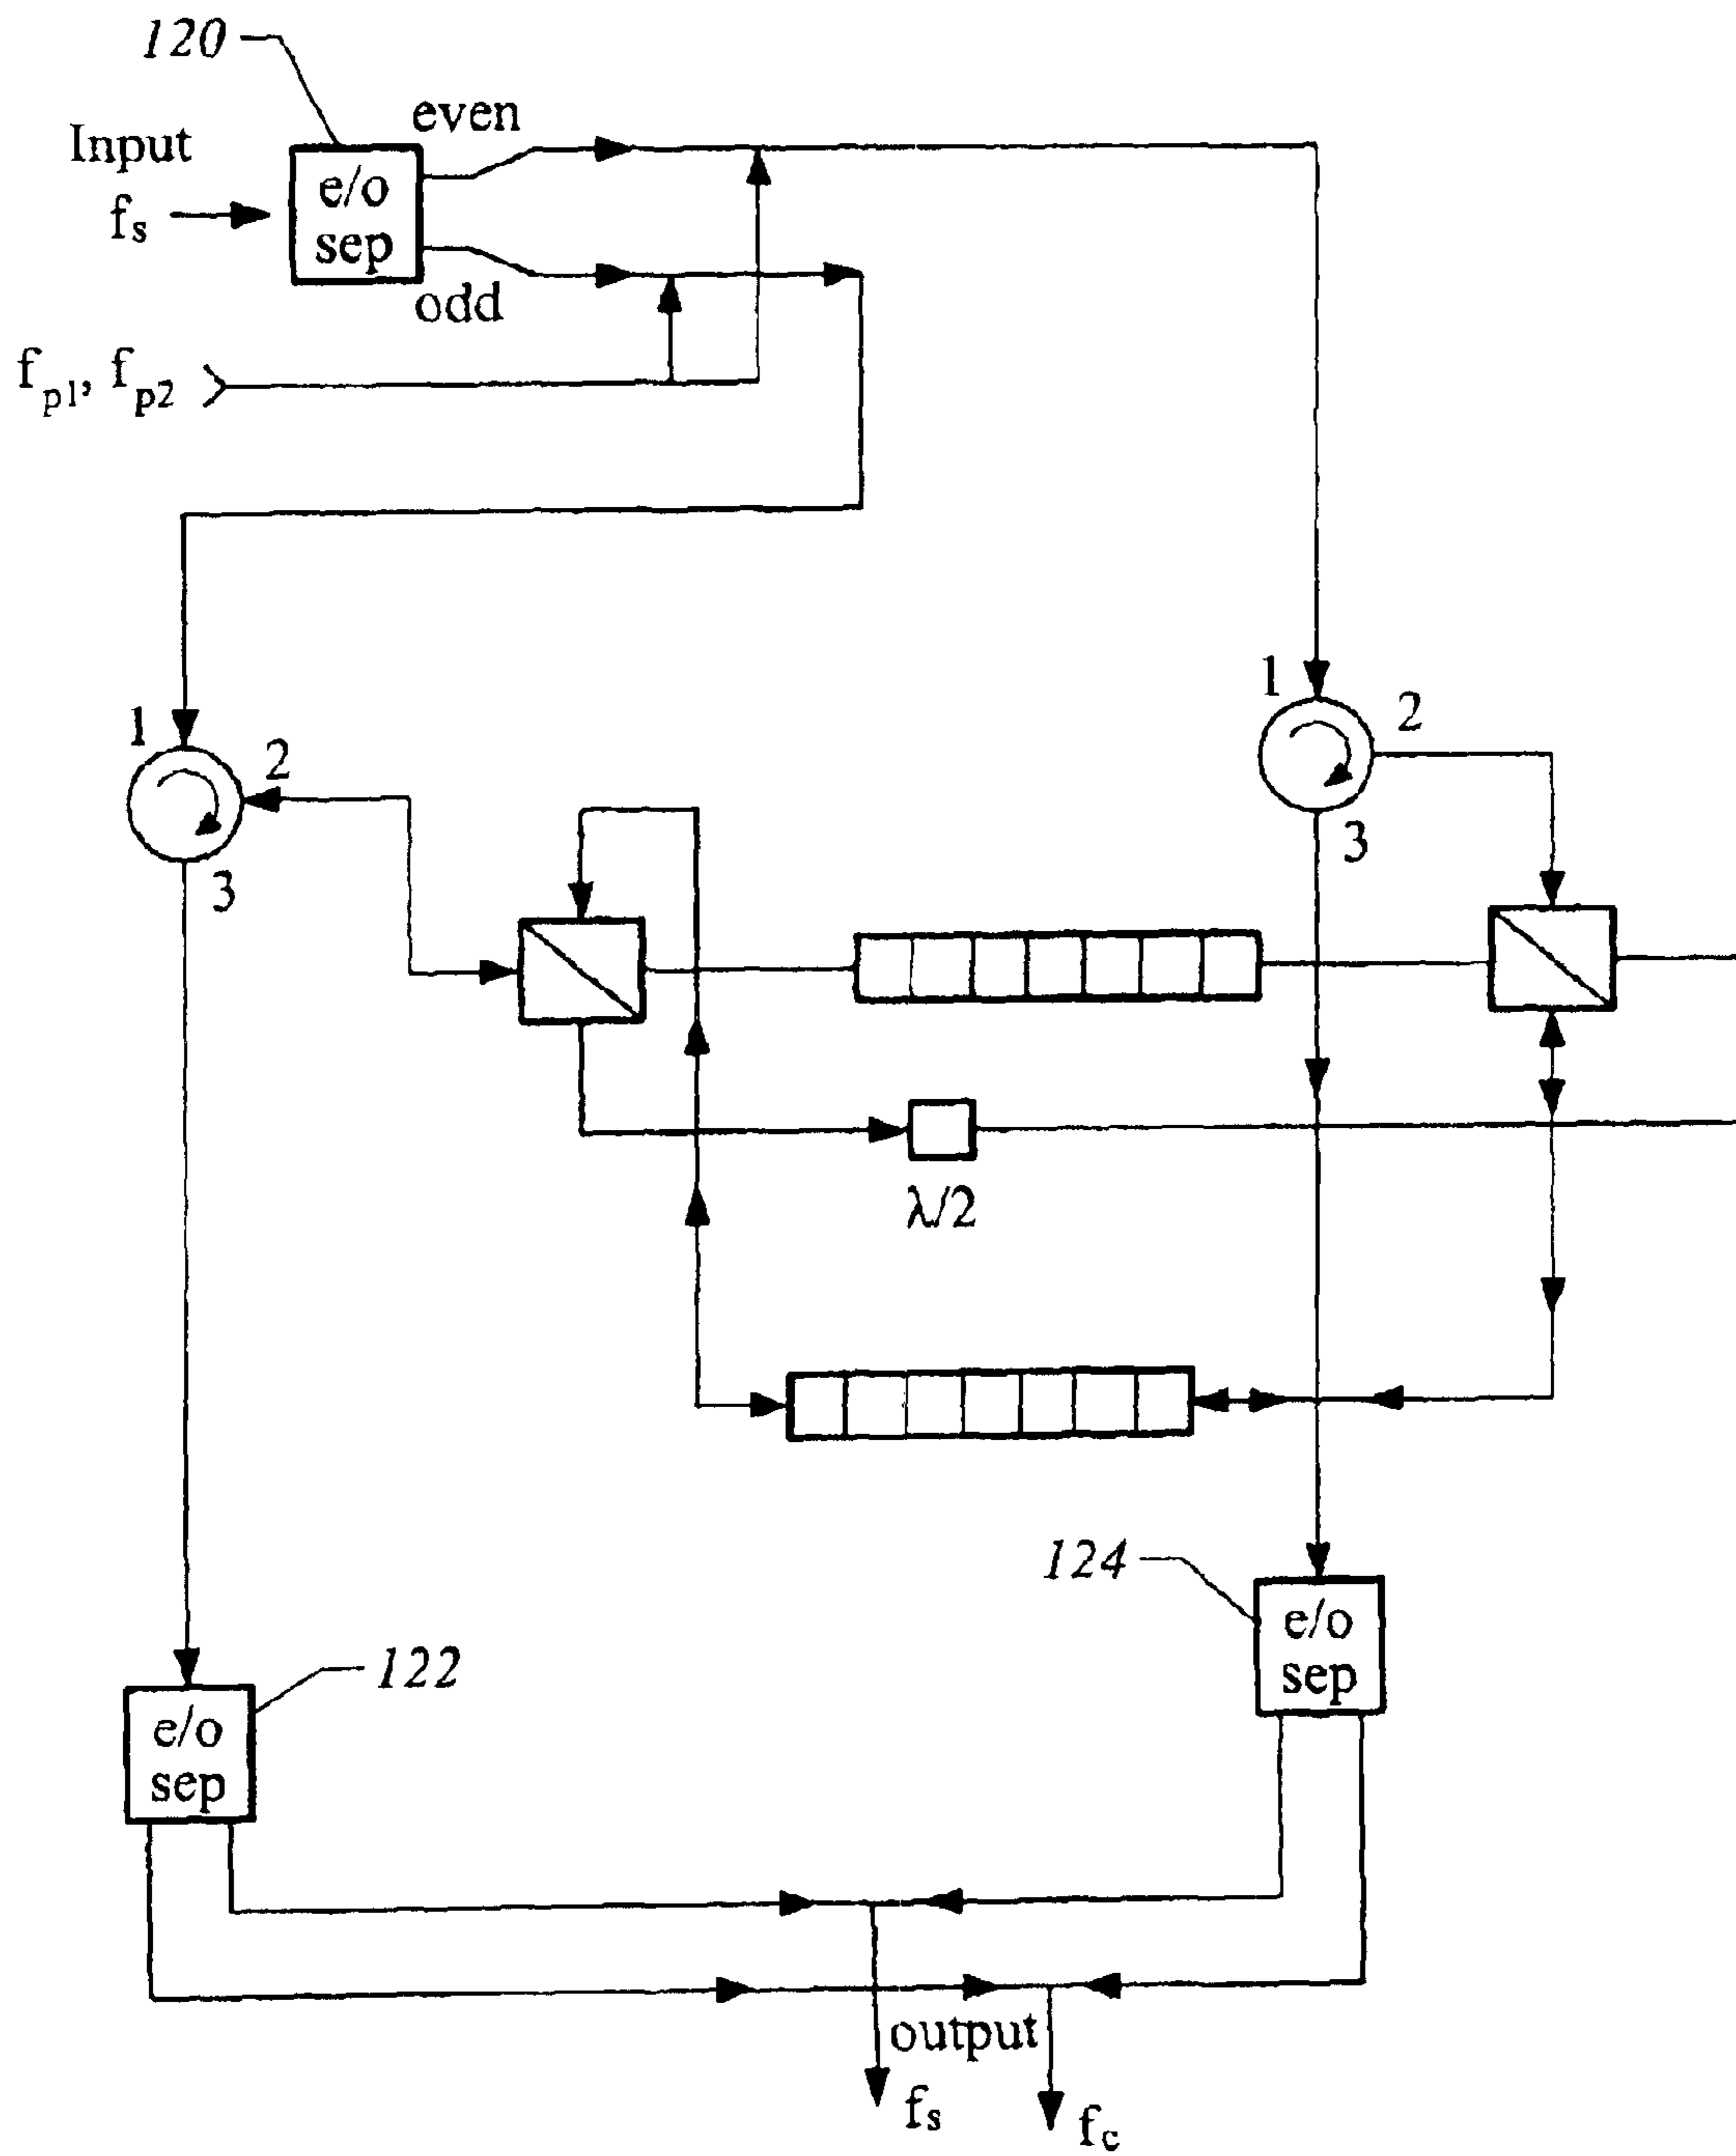 120
even
Input
fs
e/o
sep
odd
fp1, fp2
1
2
3
1
2
3
λ/2
124
e/o
sep
122
e/o
sep
output
fs
fc